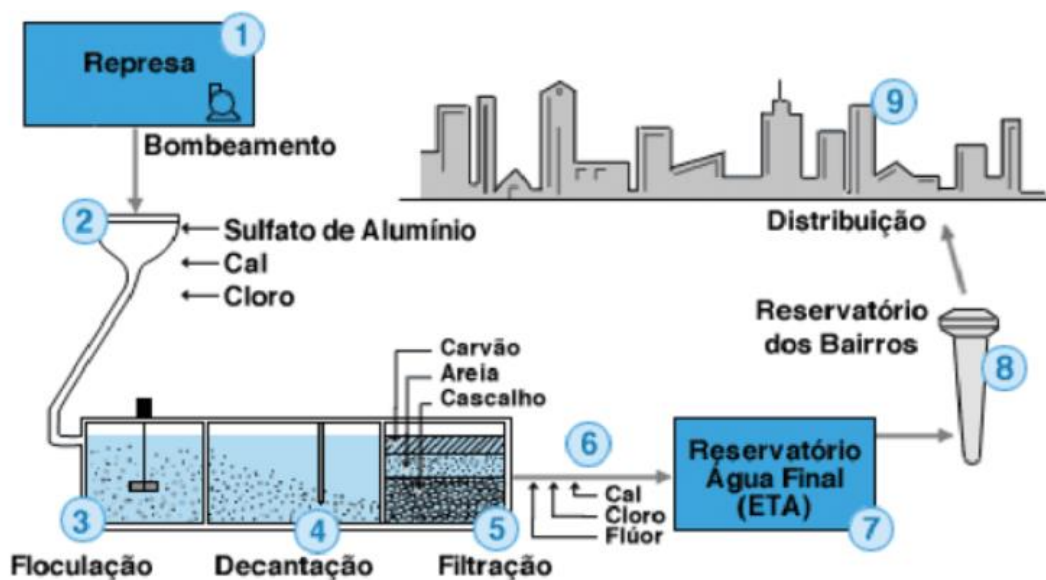 1
Represa
Bombeamento
2
Sulfato de Alumínio
Cal
Cloro
9
Distribuição
Reservatório
dos Bairros
8
Carvão
Areia
Cascalho
6
Cal
Cloro
Flúor
Reservatório
Água Final
(ETA)
7
3
4
5
Floculação
Decantação
Filtração